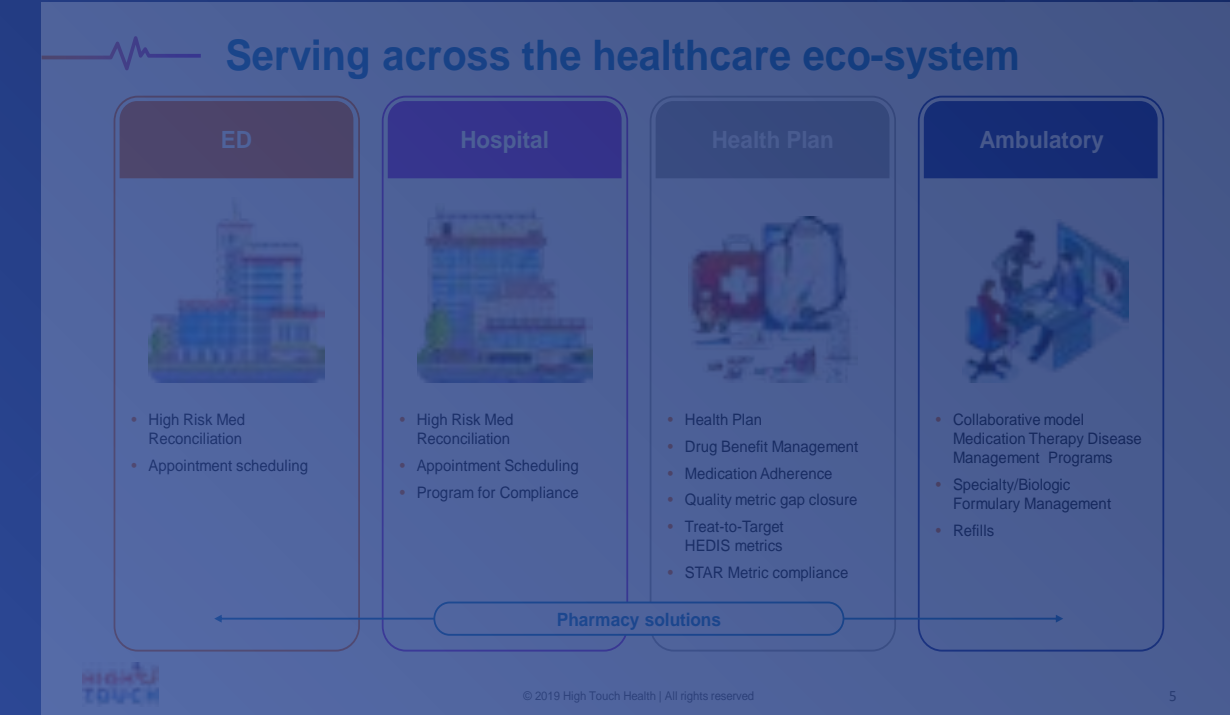 Serving across the healthcare eco-system
ED
High Risk Med
Reconciliation
Appointment scheduling
Hospital
High Risk Med
Reconciliation
Appointment Scheduling
Program for Compliance
Health Plan
Health Plan
Drug Benefit Management
Medication Adherence
Quality metric gap closure
Treat-to-Target
HEDIS metrics
STAR Metric compliance
Ambulatory
Collaborative model
Medication Therapy Disease
Management Programs
Specialty/Biologic
Formulary Management
Refills
Pharmacy solutions
HIGH
TOUCH
© 2019 High Touch Health | All rights reserved
5